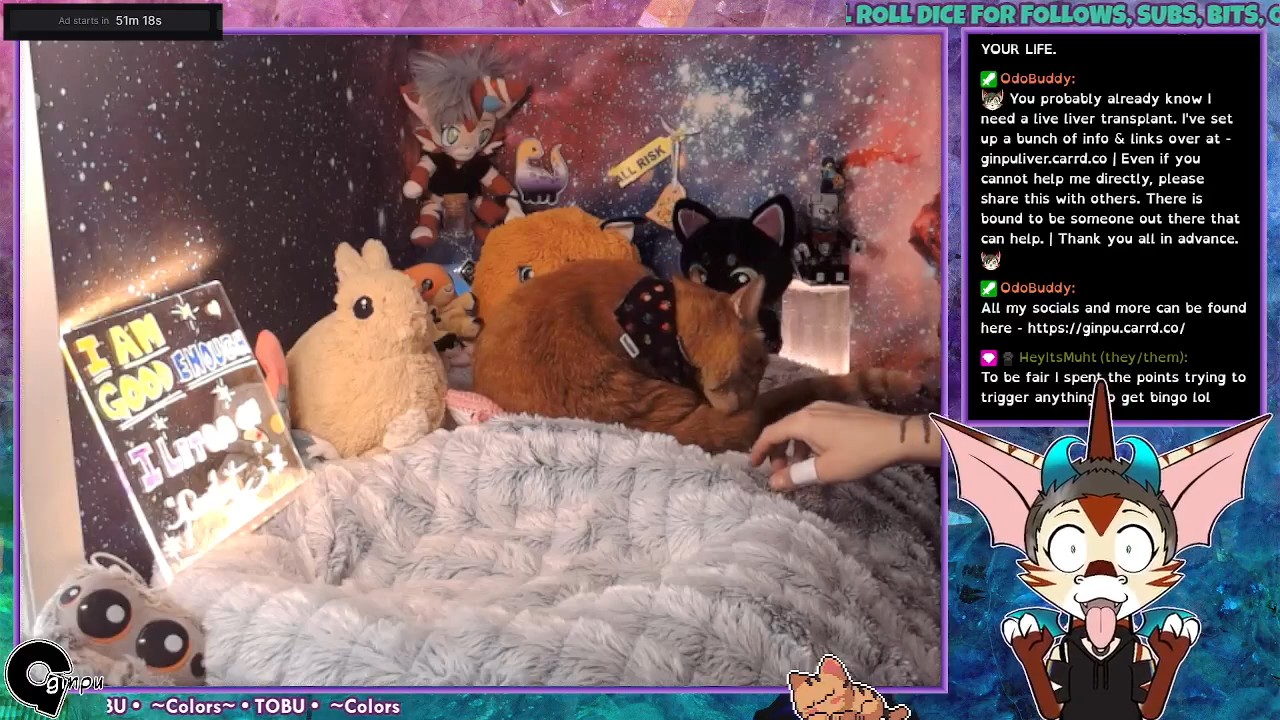 Ad starts in 51m 18s
ROLL DICE FOR FOLLOWS, SUBS, BITS,
YOUR LIFE.
OdoBuddy:
You probably already know I
need a live liver transplant. I've set
up a bunch of info & links over at -
ginpuliver.carrd.co | Even if you
cannot help me directly, please
share this with others. There is
bound to be someone out there that
can help. | Thank you all in advance.
OdoBuddy:
All my socials and more can be found
here - https://ginpu.carrd.co/
HeyItsMuht (they/them):
To be fair I spent the points trying to
trigger anything to get bingo lol
ALL RISK
I AM
GOOD ENOUGH
I
ginpu
BU • ~Colors~ • TOBU • ~Colors